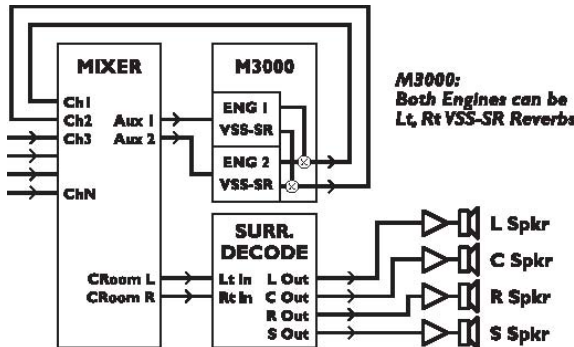 MIXER
Ch1
Ch2
Ch3
ChN
Aux 1
Aux 2
CRoom L
CRoom R
M3000
ENG 1
VSS-SR
ENG 2
VSS-SR
M3000:
Both Engines can be
Lt, Rt VSS-SR Reverbs
SURR.
DECODE
Lt In
Rt In
L Out
C Out
R Out
S Out
L Spkr
C Spkr
R Spkr
S Spkr